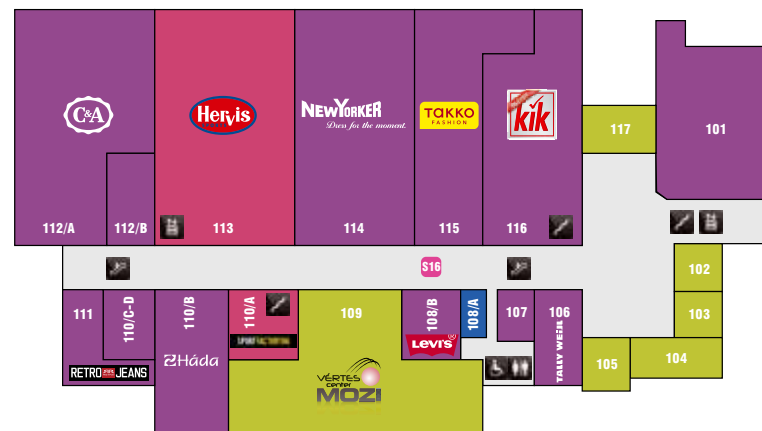 C&A
Hervis
NEWYORKER
Dress for the moment.
TAKKO
FASHION
kik
117
101
112/A
112/B
113
114
115
116
S16
102
103
104
105
111
110/C-D
110/B
110/A
109
108/B
108/A
107
106
RETRO JEANS
Háda
VÉRTES
center
MOZI
LEVI'S
TALLY WEiJL